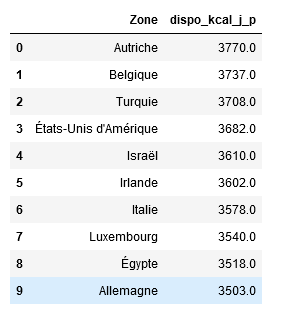 Zone dispo_kcal_j_p
0 Autriche 3770.0
1 Belgique 3737.0
2 Turquie 3708.0
3 États-Unis d'Amérique 3682.0
4 Israël 3610.0
5 Irlande 3602.0
6 Italie 3578.0
7 Luxembourg 3540.0
8 Égypte 3518.0
9 Allemagne 3503.0